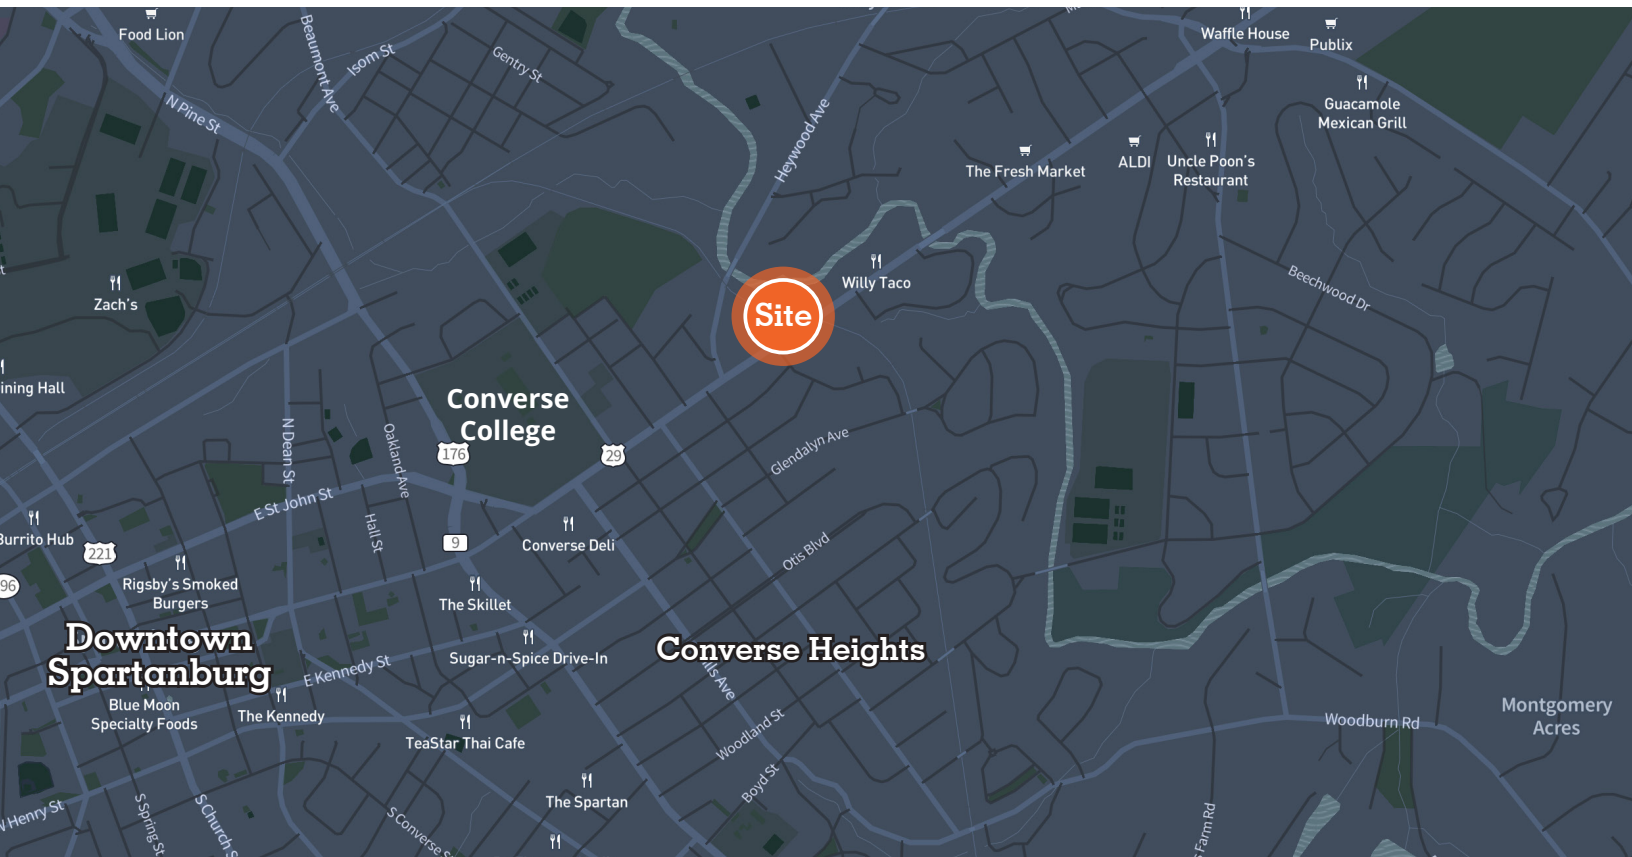 Food Lion
Beaumont Ave
Isom St
Gentry St
Waffle House
Publix
N Pine St
Heywood Ave
Guacamole
Mexican Grill
The Fresh Market
ALDI
Uncle Poon's
Restaurant
Zach's
Willy Taco
Beechwood Dr
Site
ining Hall
Converse
College
N Dean St
Oakland Ave
176
29
Glendalyn Ave
E St John St
Hall St
Burrito Hub
221
9
Converse Deli
Otis Blvd
96
Rigsby's Smoked
Burgers
The Skillet
Downtown
Spartanburg
Sugar-n-Spice Drive-In
Converse Heights
E Kennedy St
lls Ave
Blue Moon
Specialty Foods
The Kennedy
TeaStar Thai Cafe
Woodland St
Woodburn Rd
Montgomery
Acres
Boyd St
The Spartan
Henry St
S Spring St
S Church S
S Converse S
s Farm Rd